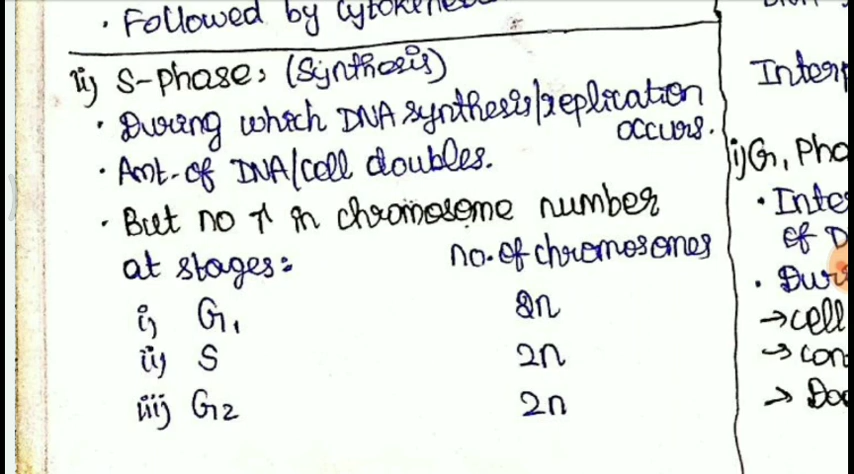 . Followed by
ii) S-Phase: (Synthesis)
. During which DNA synthesis/replication
occurs.
. Amt. of DNA/cell doubles.
. But no ↑ in chromosome number
at stages: no. of chromosomes
i) G1 2n
ii) S 2n
iii) G2 2n
i) G1 Pha
. Inte
of D
. Dur
→ cell
→ con
→ Doe